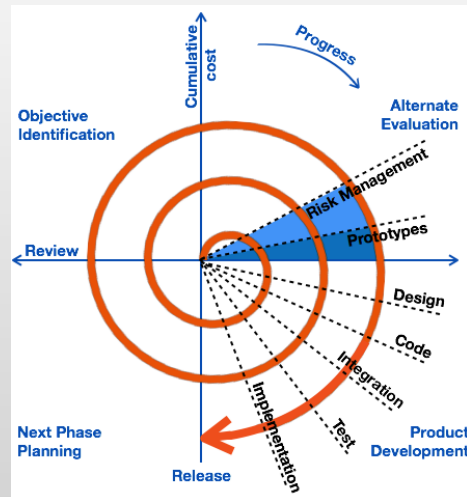 Cumulative
cost
Progress
Objective
Identification
Alternate
Evaluation
Risk Management
Prototypes
Review
Design
Code
Integration
Test
Implementation
Next Phase
Planning
Product
Development
Release